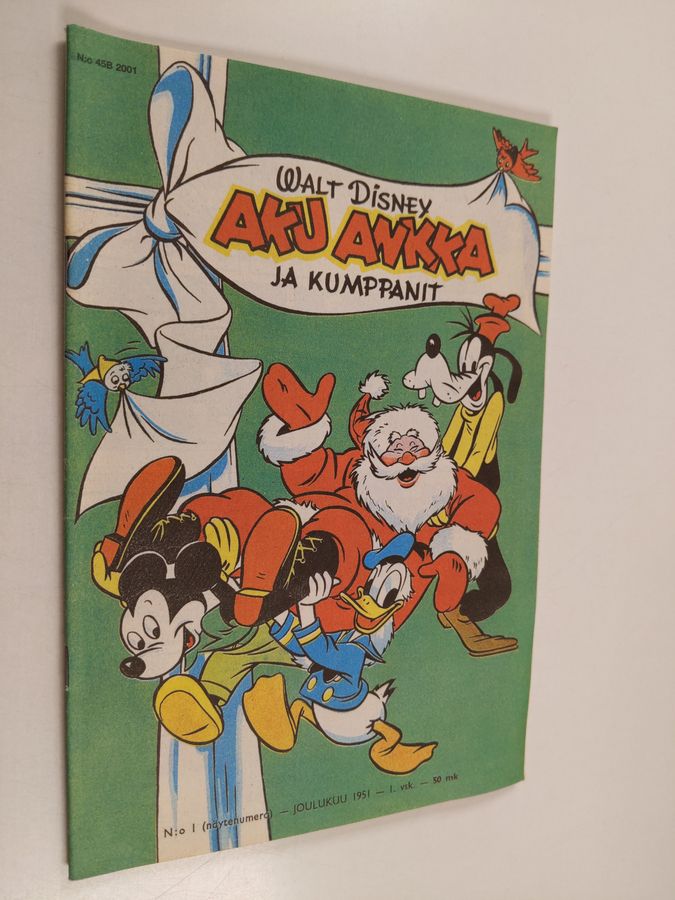 N:o 45B 2001
WALT DISNEY
AKU ANKKA
JA KUMPPANIT
N:o 1 (näytenumero) — JOULUKUU 1951 — 1. vsk. — 50 mk